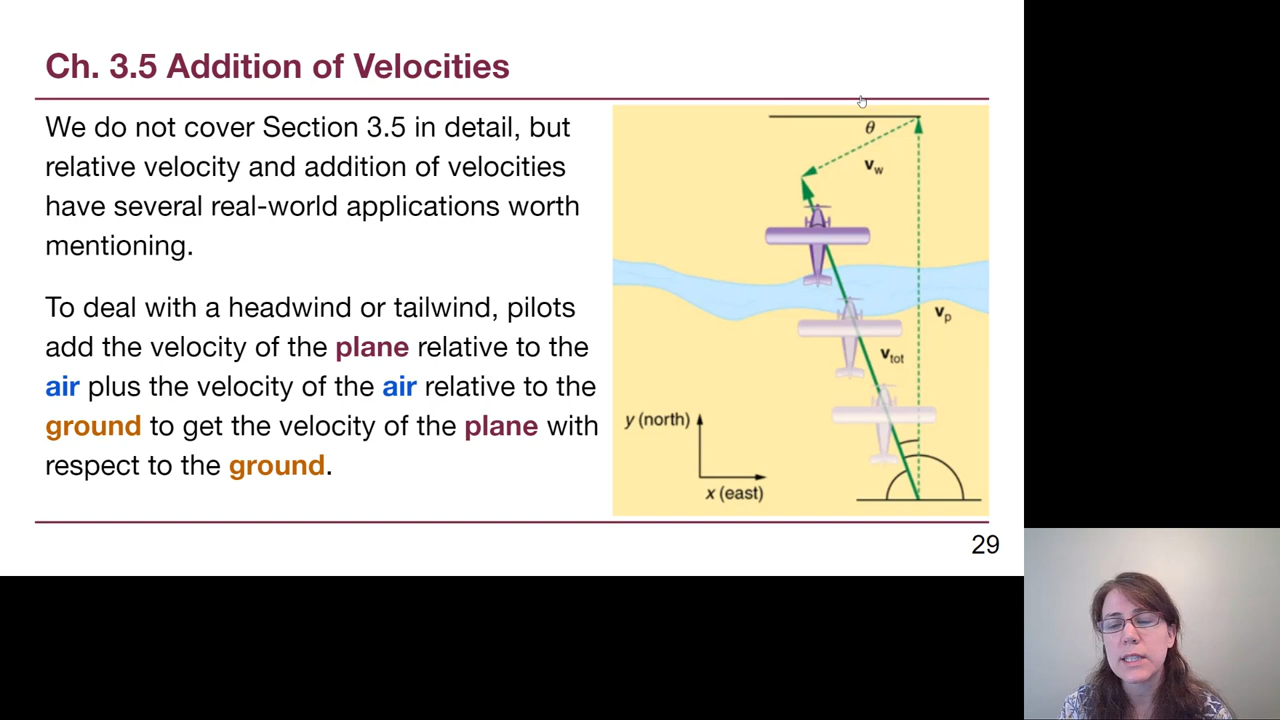 Ch. 3.5 Addition of Velocities
We do not cover Section 3.5 in detail, but
relative velocity and addition of velocities
have several real-world applications worth
mentioning.
To deal with a headwind or tailwind, pilots
add the velocity of the plane relative to the
air plus the velocity of the air relative to the
ground to get the velocity of the plane with
respect to the ground.
θ
vw
vp
vtot
y (north)
x (east)
29